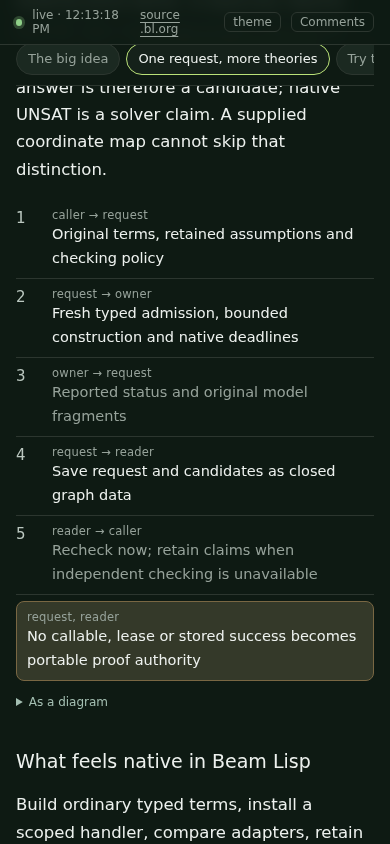 live · 12:13:18 PM
source .bl.org
theme
Comments
The big idea
One request, more theories
Try t
answer is therefore a candidate; native
UNSAT is a solver claim. A supplied
coordinate map cannot skip that
distinction.
1
caller → request
Original terms, retained assumptions and
checking policy
2
request → owner
Fresh typed admission, bounded
construction and native deadlines
3
owner → request
Reported status and original model
fragments
4
request → reader
Save request and candidates as closed
graph data
5
reader → caller
Recheck now; retain claims when
independent checking is unavailable
request, reader
No callable, lease or stored success becomes
portable proof authority
As a diagram
What feels native in Beam Lisp
Build ordinary typed terms, install a
scoped handler, compare adapters, retain